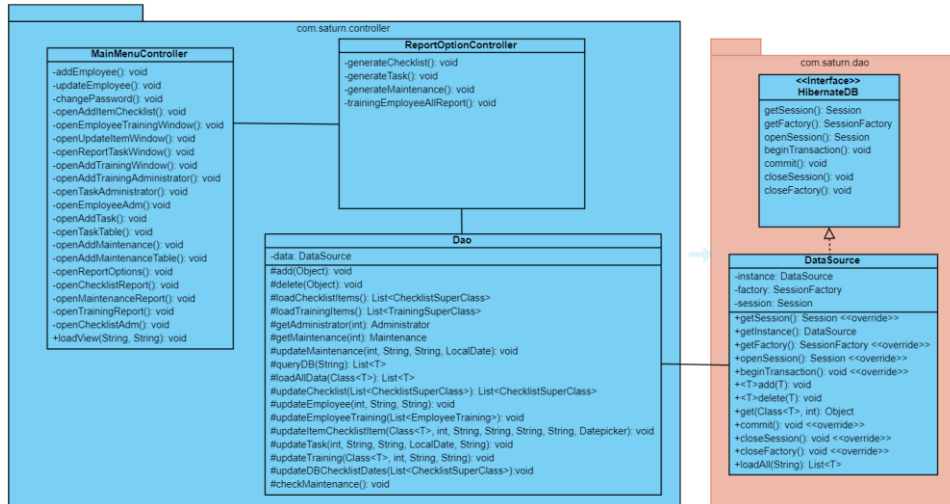 com.saturn.controller
MainMenuController
-addEmployee(): void
-updateEmployee(): void
-changePassword(): void
-openAddItemChecklist(): void
-openEmployeeTrainingWindow(): void
-openUpdateItemWindow(): void
-openReportTaskWindow(): void
-openAddTrainingWindow(): void
-openAddTrainingAdministrator(): void
-openTaskAdministrator(): void
-openEmployeeAdm(): void
-openAddTask(): void
-openTaskTable(): void
-openAddMaintenance(): void
-openAddMaintenanceTable(): void
-openReportOptions(): void
-openChecklistReport(): void
-openMaintenanceReport(): void
-openTrainingReport(): void
-openChecklistAdm(): void
+loadView(String, String): void
ReportOptionController
-generateChecklist(): void
-generateTask(): void
-generateMaintenance(): void
-trainingEmployeeAllReport(): void
Dao
-data: DataSource
#add(Object): void
#delete(Object): void
#loadChecklistItems(): List<ChecklistSuperClass>
#loadTrainingItems(): List<TrainingSuperClass>
#getAdministrator(int): Administrator
#getMaintenance(int): Maintenance
#updateMaintenance(int, String, String, LocalDate): void
#queryDB(String): List<T>
#loadAllData(Class<T>): List<T>
#updateChecklist(List<ChecklistSuperClass>): List<ChecklistSuperClass>
#updateEmployee(int, String, String): void
#updateEmployeeTraining(List<EmployeeTraining>): void
#updateItemChecklistItem(Class<T>, int, String, String, String, String, Datepicker): void
#updateTask(int, String, String, LocalDate, String): void
#updateTraining(Class<T>, int, String, String): void
#updateDBChecklistDates(List<ChecklistSuperClass>):void
#checkMaintenance(): void
com.saturn.dao
<<Interface>>
HibernateDB
getSession(): Session
getFactory(): SessionFactory
openSession(): Session
beginTransaction(): void
commit(): void
closeSession(): void
closeFactory(): void
DataSource
-instance: DataSource
-factory: SessionFactory
-session: Session
+getSession(): Session <<override>>
+getInstance(): DataSource
+getFactory(): SessionFactory <<override>>
+openSession(): Session <<override>>
+beginTransaction(): void <<override>>
+<T>add(T): void
+<T>delete(T): void
+get(Class<T>, int): Object
+commit(): void <<override>>
+closeSession(): void <<override>>
+closeFactory(): void <<override>>
+loadAll(String): List<T>